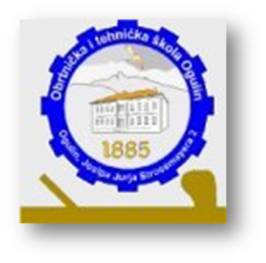 Obrtnička i tehnička škola Ogulin
1885
Ogulin, Josipa Jurja Strossmayera 2